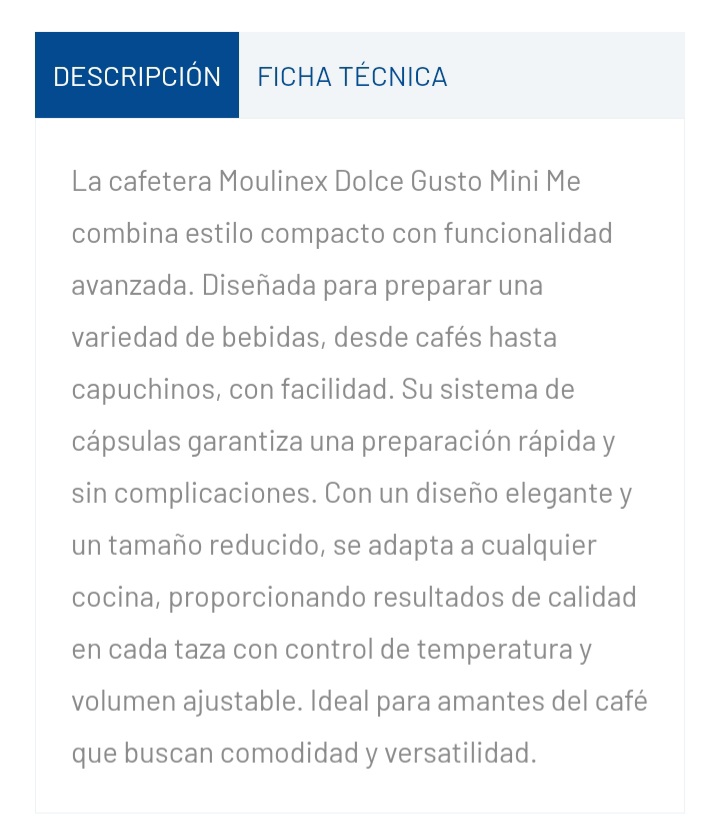 DESCRIPCIÓN FICHA TÉCNICA
La cafetera Moulinex Dolce Gusto Mini Me
combina estilo compacto con funcionalidad
avanzada. Diseñada para preparar una
variedad de bebidas, desde cafés hasta
capuchinos, con facilidad. Su sistema de
cápsulas garantiza una preparación rápida y
sin complicaciones. Con un diseño elegante y
un tamaño reducido, se adapta a cualquier
cocina, proporcionando resultados de calidad
en cada taza con control de temperatura y
volumen ajustable. Ideal para amantes del café
que buscan comodidad y versatilidad.